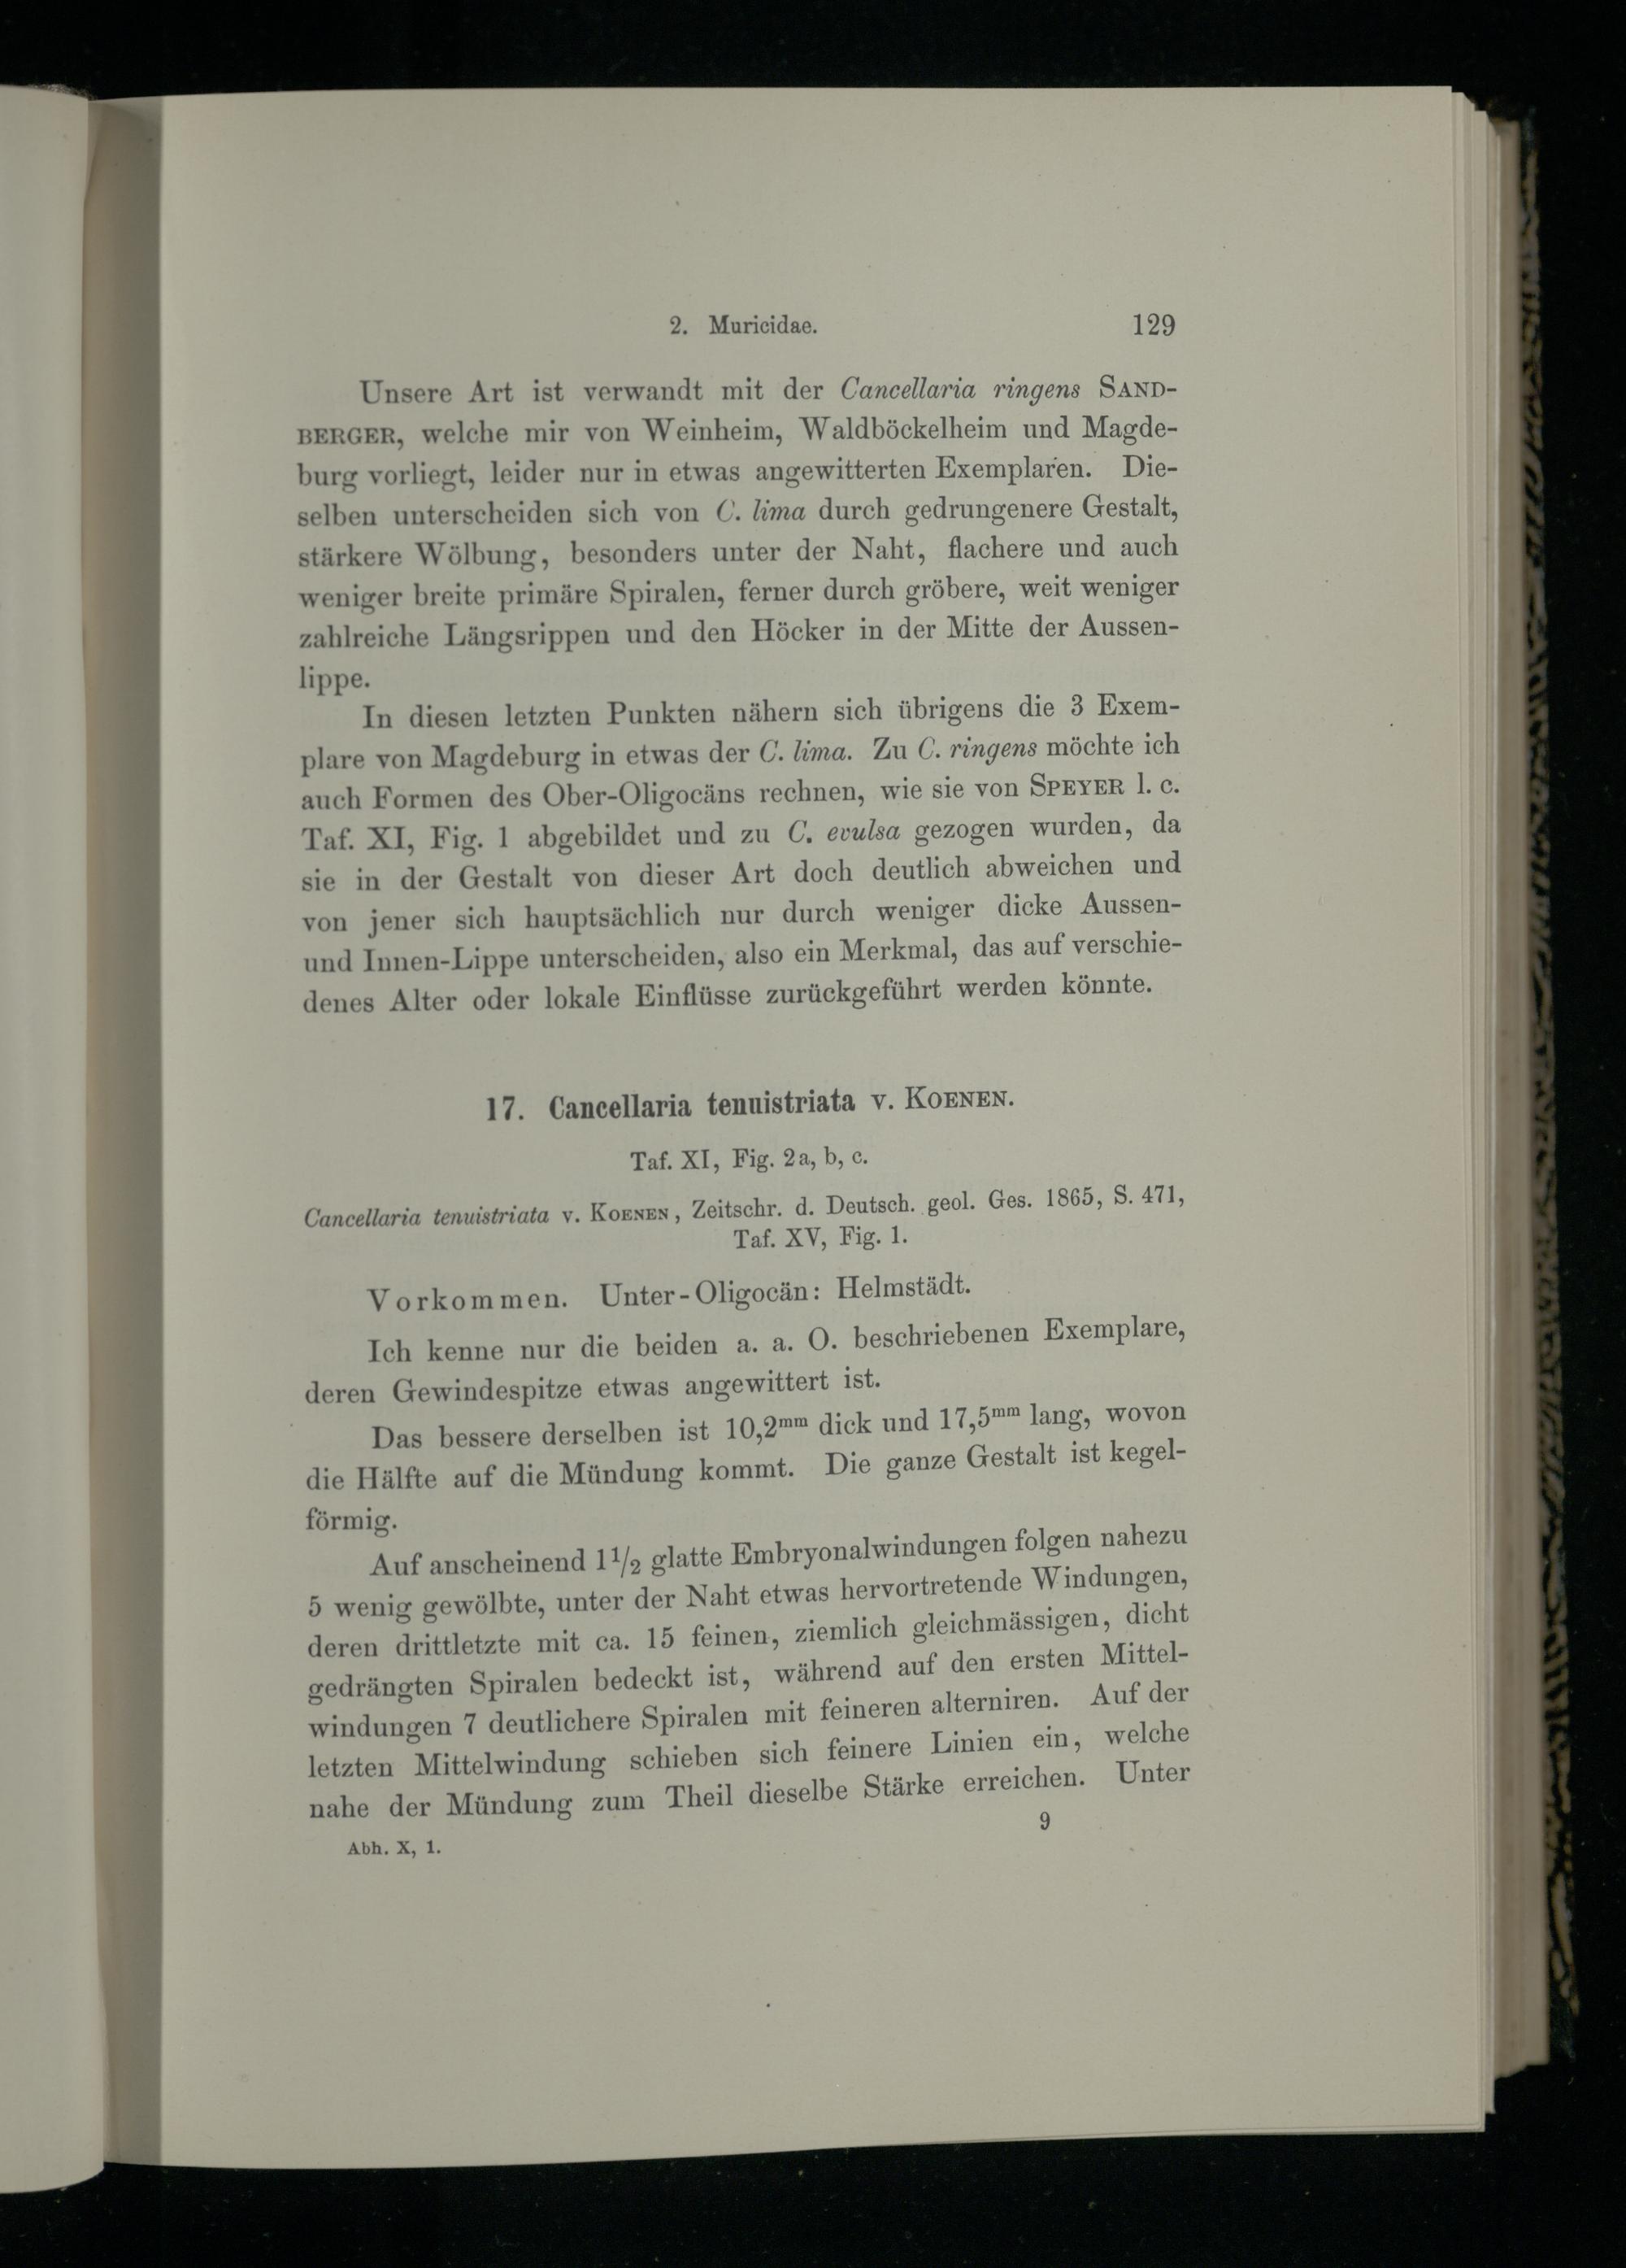 2. Muricidae. 129
Unsere Art ist verwandt mit der Cancellaria ringens SAND-
BERGER, welche mir von Weinheim, Waldböckelheim und Magde-
burg vorliegt, leider nur in etwas angewitterten Exemplaren. Die-
selben unterscheiden sich von C. lima durch gedrungenere Gestalt,
stärkere Wölbung, besonders unter der Naht, flachere und auch
weniger breite primäre Spiralen, ferner durch gröbere, weit weniger
zahlreiche Längsrippen und den Höcker in der Mitte der Aussen-
lippe.
In diesen letzten Punkten nähern sich übrigens die 3 Exem-
plare von Magdeburg in etwas der C. lima. Zu C. ringens möchte ich
auch Formen des Ober-Oligocäns rechnen, wie sie von SPEYER l. c.
Taf. XI, Fig. 1 abgebildet und zu C. evulsa gezogen wurden, da
sie in der Gestalt von dieser Art doch deutlich abweichen und
von jener sich hauptsächlich nur durch weniger dicke Aussen-
und Innen-Lippe unterscheiden, also ein Merkmal, das auf verschie-
denes Alter oder lokale Einflüsse zurückgeführt werden könnte.
17. Cancellaria tenuistriata v. KOENEN.
Taf. XI, Fig. 2a, b, c.
Cancellaria tenuistriata v. KOENEN, Zeitschr. d. Deutsch. geol. Ges. 1865, S. 471,
Taf. XV, Fig. 1.
Vorkommen. Unter-Oligocän: Helmstädt.
Ich kenne nur die beiden a. a. O. beschriebenen Exemplare,
deren Gewindespitze etwas angewittert ist.
Das bessere derselben ist 10,2mm dick und 17,5mm lang, wovon
die Hälfte auf die Mündung kommt. Die ganze Gestalt ist kegel-
förmig.
Auf anscheinend 1 1/2 glatte Embryonalwindungen folgen nahezu
5 wenig gewölbte, unter der Naht etwas hervortretende Windungen,
deren drittletzte mit ca. 15 feinen, ziemlich gleichmässigen, dicht
gedrängten Spiralen bedeckt ist, während auf den ersten Mittel-
windungen 7 deutlichere Spiralen mit feineren alterniren. Auf der
letzten Mittelwindung schieben sich feinere Linien ein, welche
nahe der Mündung zum Theil dieselbe Stärke erreichen. Unter
Abh. X, 1. 9